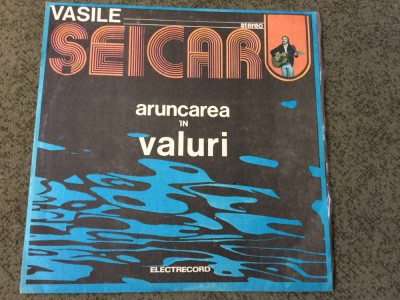 VASILE
stereo
SEICARU
aruncarea
ÎN
valuri
ELECTRECORD